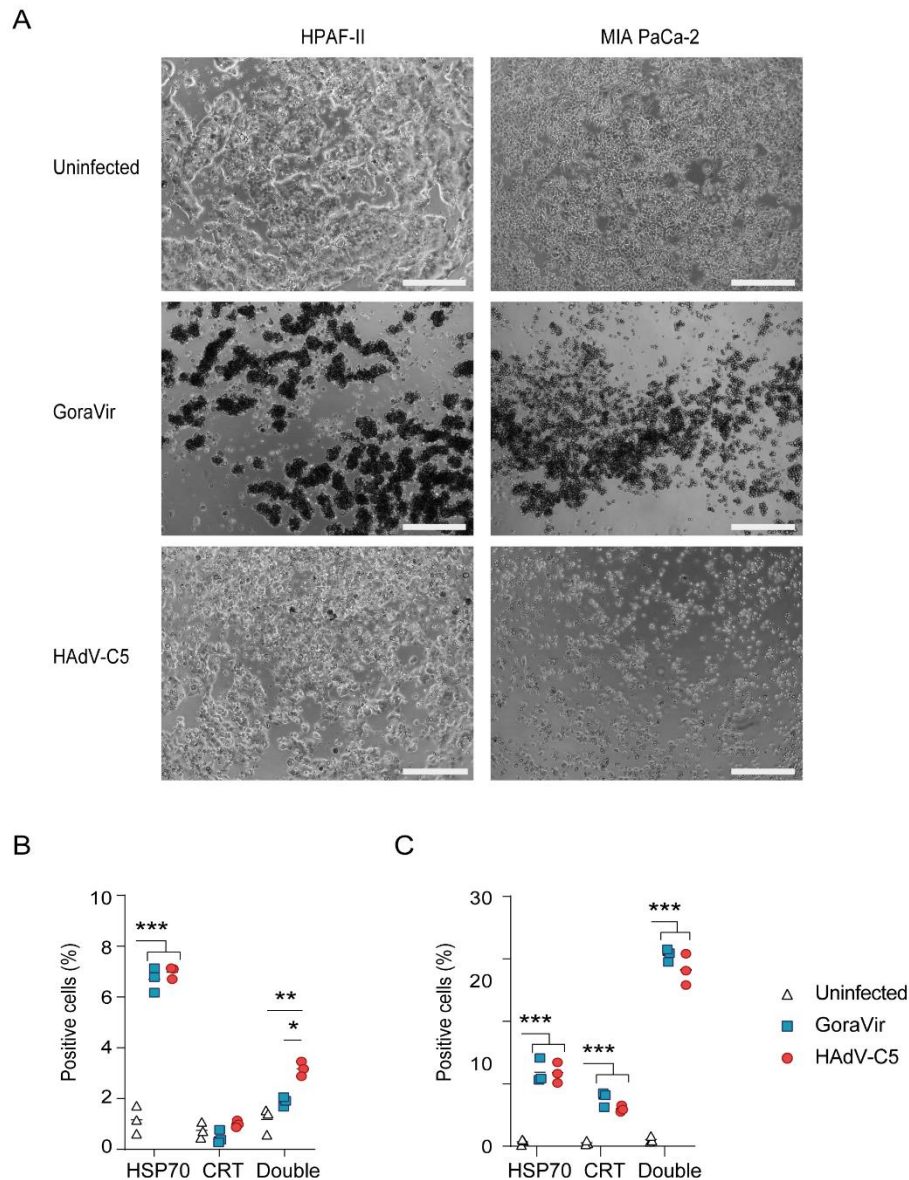 A
HPAF-II
MIA PaCa-2
Uninfected
GoraVir
HAdV-C5
B
C
Positive cells (%)
10
8
6
4
2
0
***
**
*
HSP70
CRT
Double
Positive cells (%)
30
20
10
0
***
***
***
HSP70
CRT
Double
Uninfected
GoraVir
HAdV-C5